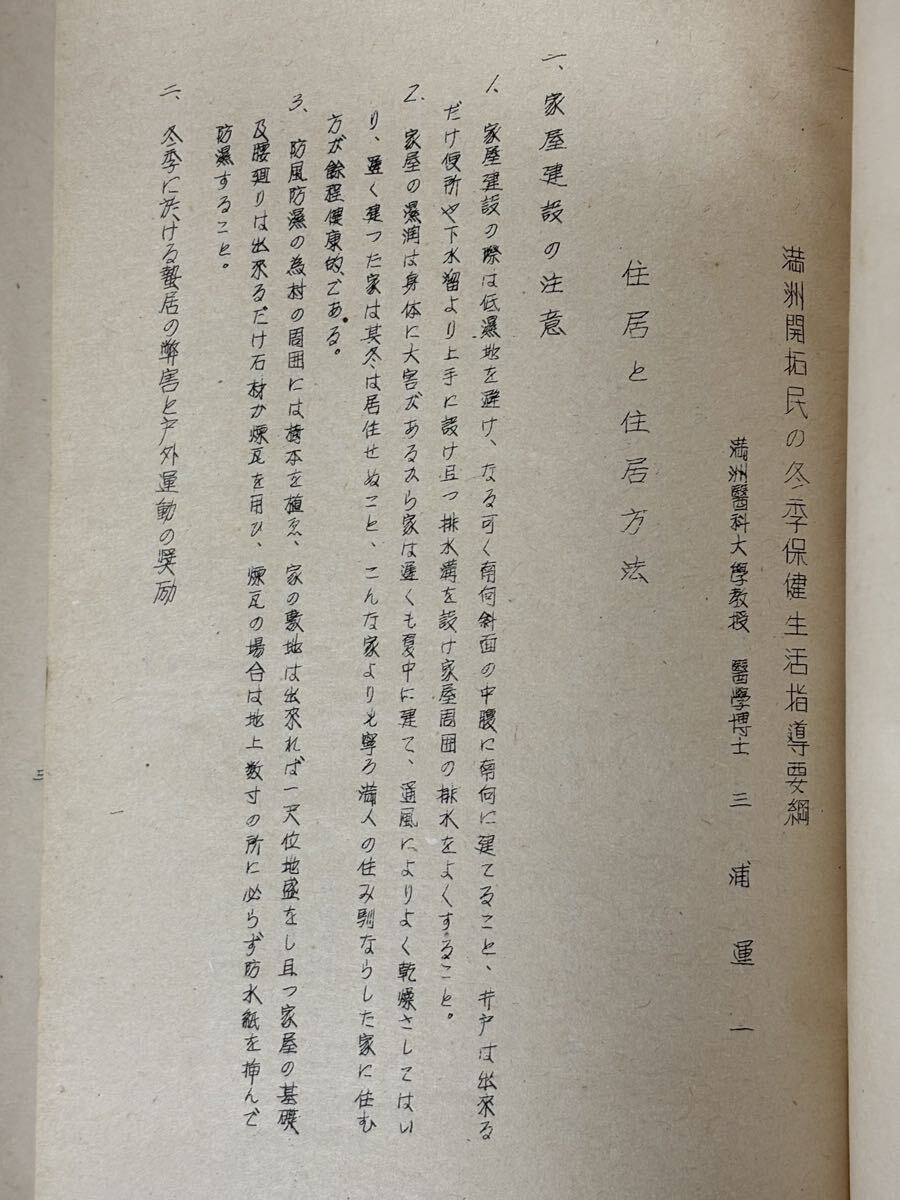 満洲開拓民の冬季保健生活指導要綱
満洲醫科大學教授 醫學博士 三浦運一
住居と住居方法
一、家屋建設の注意
1. 家屋建設の際は低濕地を避け、なる可く南向斜面の中腹に南向に建てること、井戸は出來る
だけ便所や下水溜より上手に設け且つ排水溝を設け家屋周囲の排水をよくすること。
2. 家屋の濕潤は身体に大害があるから家は遅くも夏中に建て、通風によりよく乾燥さしてはい
り、遅く建つた家は其冬は居住せぬこと、こんな家よりも寧ろ満人の住み馴ならした家に住む
方が餘程健康的である。
3. 防風防濕の為村の周囲には樹木を植ゑ、家の敷地は出來れば一尺位地盛をし且つ家屋の基礎
及腰廻りは出來るだけ石材か煉瓦を用ひ、煉瓦の場合は地上数寸の所に必らず防水紙を挿んで
防濕すること。
二、冬季に於ける蟄居の弊害と戸外運動の奨励
三